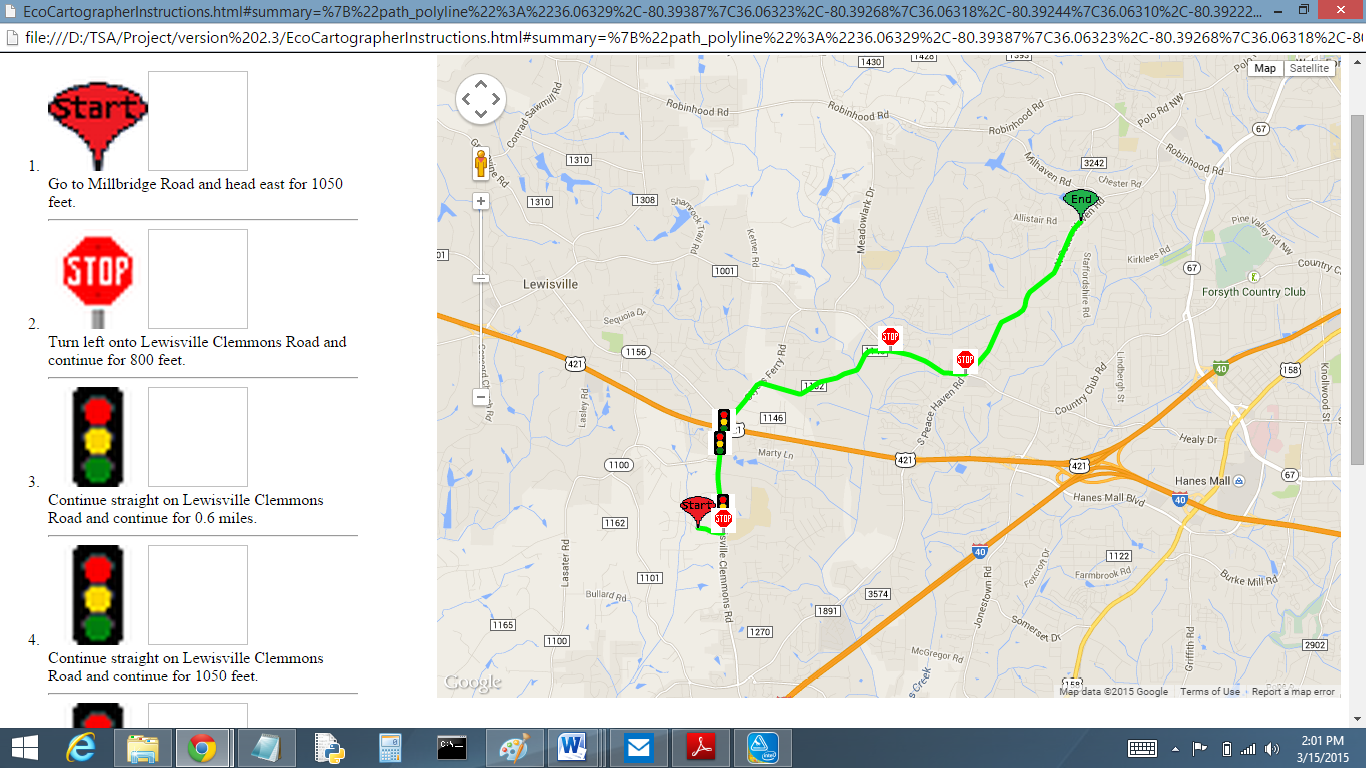 EcoCartographerInstructions.html#summary=%7B%22path_polyline%22%3A%2236.06329%2C-80.39387%7C36.06323%2C-80.39268%7C36.06318%2C-80.39244%7C36.06310%2C-80.39222...
file:///D:/TSA/Project/version%202.3/EcoCartographerInstructions.html#summary=%7B%22path_polyline%22%3A%2236.06329%2C-80.39387%7C36.06323%2C-80.39268%7C36.06318%2C-8
Start
1.
Go to Millbridge Road and head east for 1050
feet.
STOP
2.
Turn left onto Lewisville Clemmons Road and
continue for 800 feet.
3.
Continue straight on Lewisville Clemmons
Road and continue for 0.6 miles.
4.
Continue straight on Lewisville Clemmons
Road and continue for 1050 feet.
Map
Satellite
1430
Conrad Sawmill Rd
Robinhood Rd
Robinhood Rd
Robinhood Rd
Polo Rd NW
67
Robinhood Rd
1310
Milhaven Rd
3242
Chester Rd
1310
1308
Shamrock Trail Rd
Meadowlark Dr
End
Allistair Rd
Pine Valley Rd NW
Ketner Rd
Kirklees Rd
Staffordshire Rd
67
Country C
1001
Lewisville
Forsyth Country Club
Sequoia Dr
STOP
1156
STOP
421
40
158
Lasley Rd
Lindbergh St
Knollwood St
Country Club Rd
S Peace Haven Rd
1146
Healy Dr
Marty Ln
1100
421
421
67
Hanes Mall
Hanes Mall Blvd
40
Start
STOP
1162
Lasater Rd
sville Clemmons Rd
40
1122
Foxcroft Dr
Farmbrook Rd
Burke Mill Rd
1101
Bullard Rd
3574
Jonestown Rd
1891
1165
Somerset Dr
1270
1100
Griffith Rd
2902
McGregor Rd
s Creek
158
Google
Map data ©2015 Google
Terms of Use
Report a map error
2:01 PM
3/15/2015